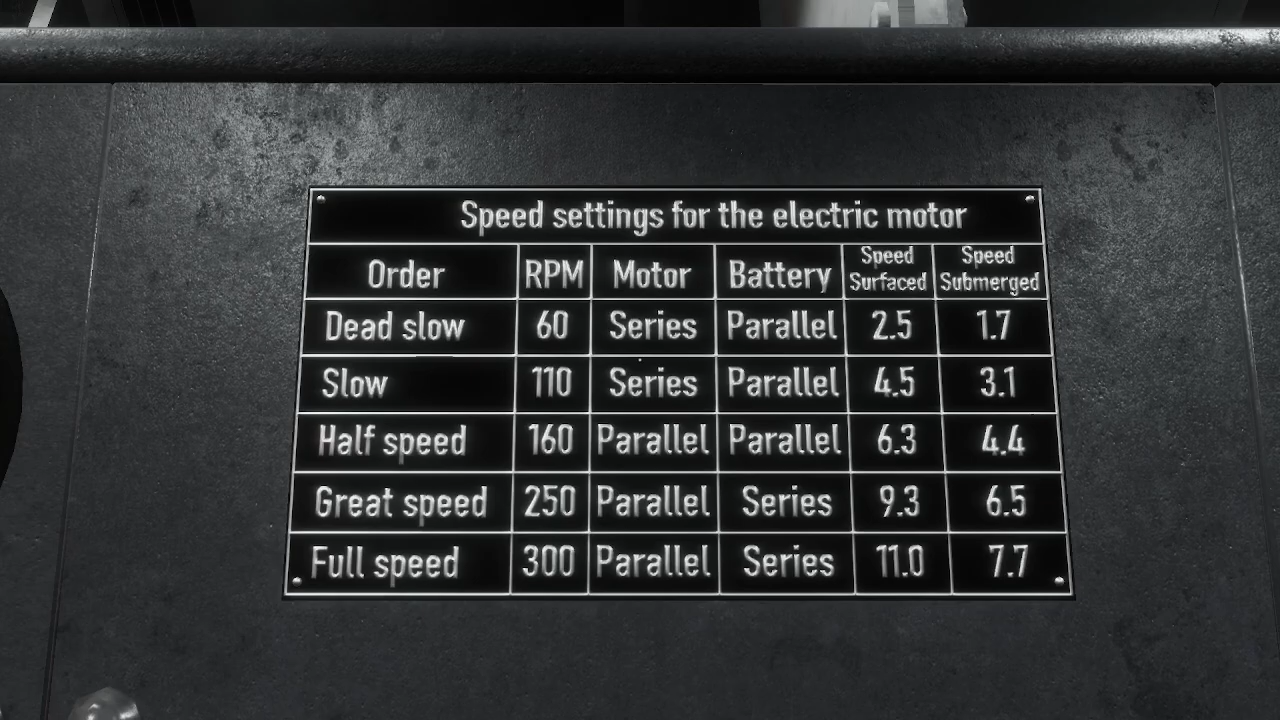 Speed settings for the electric motor
Order RPM Motor Battery Speed Surfaced Speed Submerged
Dead slow 60 Series Parallel 2.5 1.7
Slow 110 Series Parallel 4.5 3.1
Half speed 160 Parallel Parallel 6.3 4.4
Great speed 250 Parallel Series 9.3 6.5
Full speed 300 Parallel Series 11.0 7.7